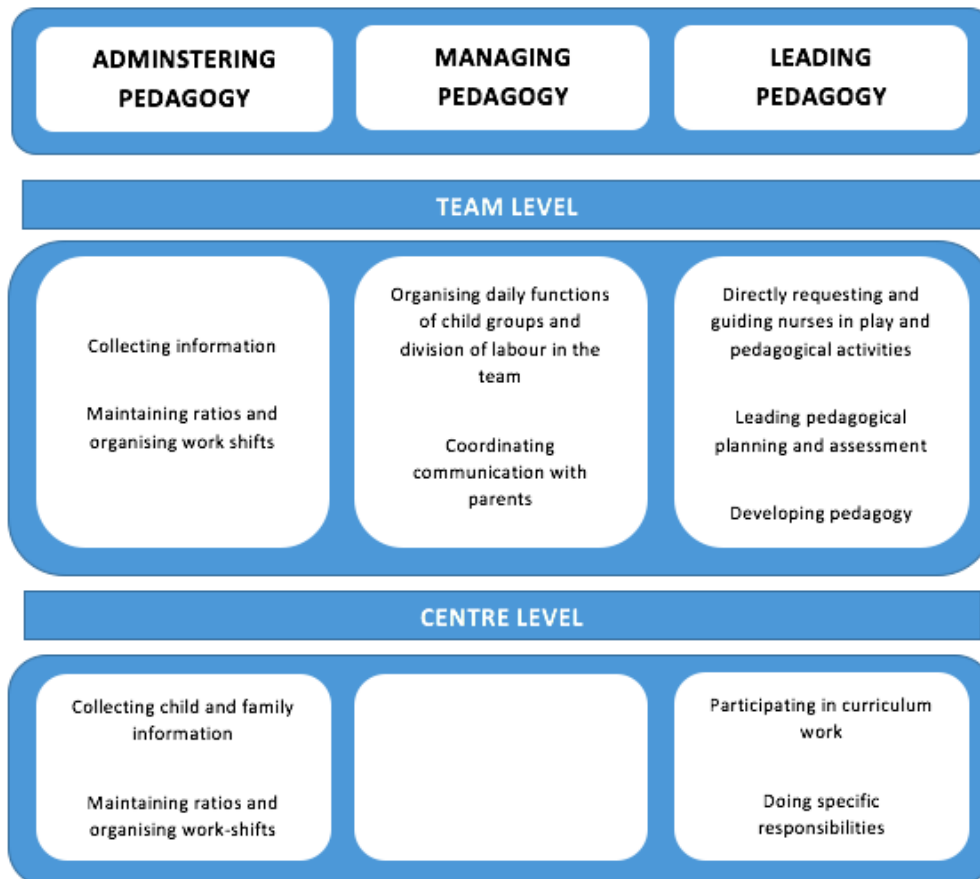 ADMINSTERING
PEDAGOGY
MANAGING
PEDAGOGY
LEADING
PEDAGOGY
TEAM LEVEL
Collecting information
Maintaining ratios and
organising work shifts
Organising daily functions
of child groups and
division of labour in the
team
Coordinating
communication with
parents
Directly requesting and
guiding nurses in play and
pedagogical activities
Leading pedagogical
planning and assessment
Developing pedagogy
CENTRE LEVEL
Collecting child and family
information
Maintaining ratios and
organising work-shifts
Participating in curriculum
work
Doing specific
responsibilities